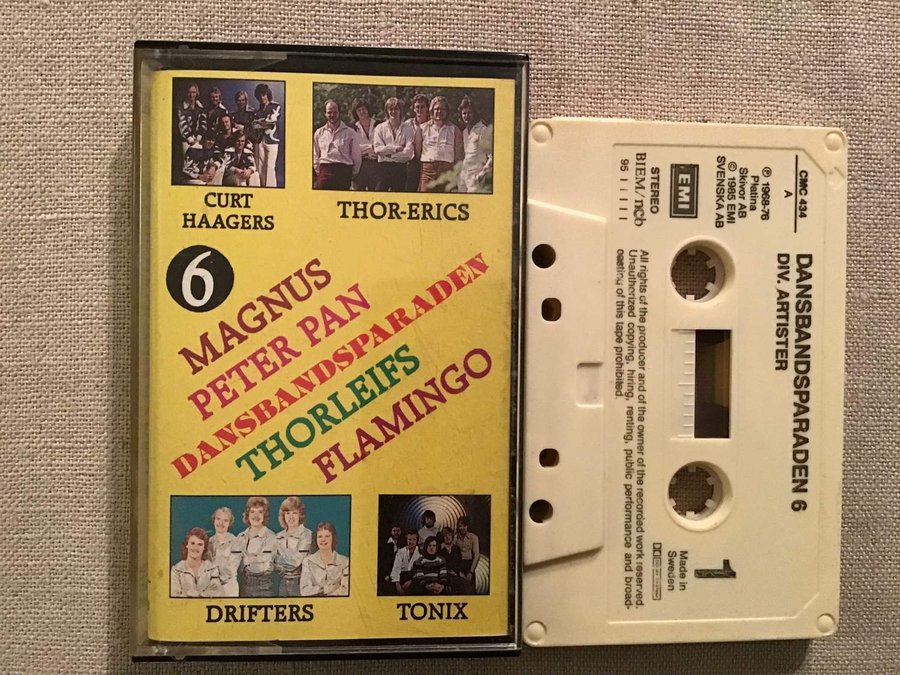 CURT
HAAGERS
THOR-ERICS
6
MAGNUS
PETER PAN
DANSBANDSPARADEN
THORLEIFS
FLAMINGO
DRIFTERS
TONIX
DANSBANDSPARADEN 6
DIV. ARTISTER
CMC 434
A
℗ 1968-76
Platina
Skivor AB
© 1985 EMI
SVENSKA AB
EMI
STEREO
BIEM/nCb
95 | | | | |
All rights of the producer and of the owner of the recorded work reserved.
Unauthorized copying, hiring, renting, public performance and broad-
casting of this tape prohibited.
1
Made in
Sweden